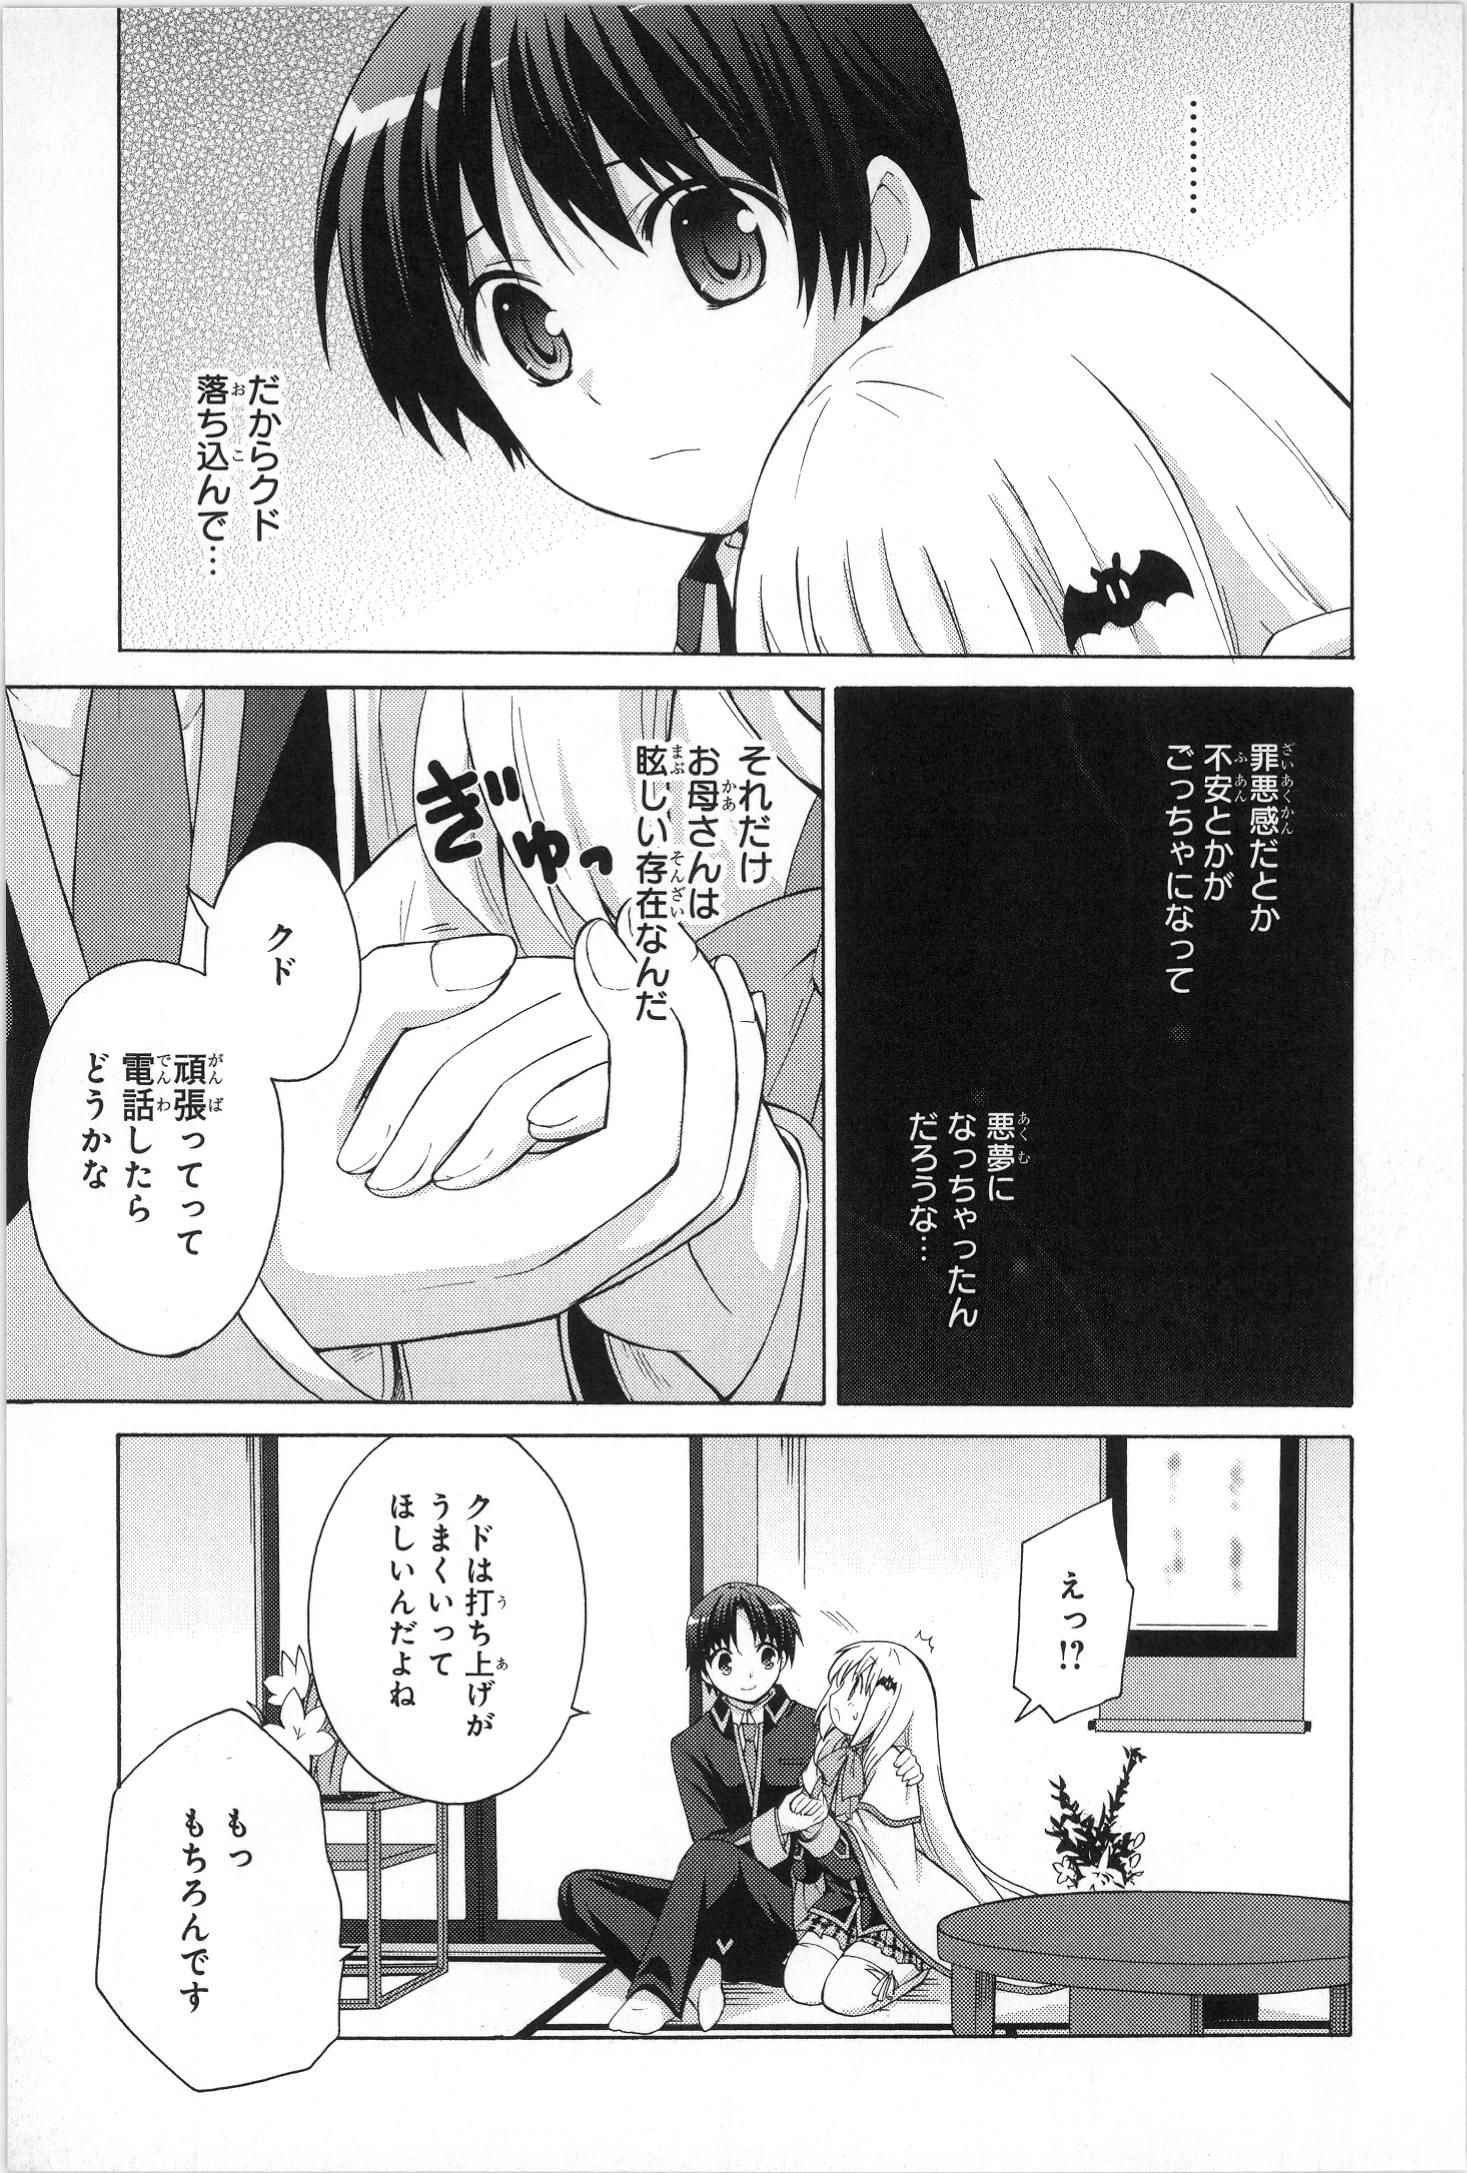 ………
だからクド
落ち込んで…
罪悪感だとか
不安とかが
ごっちゃになって
悪夢に
なっちゃったん
だろうな…
それだけ
お母さんは
眩しい存在なんだ
ぎゅっ
クド
頑張ってって
電話したら
どうかな
えっ!?
クドは打ち上げが
うまくいって
ほしいんだよね
もっ
もちろんです